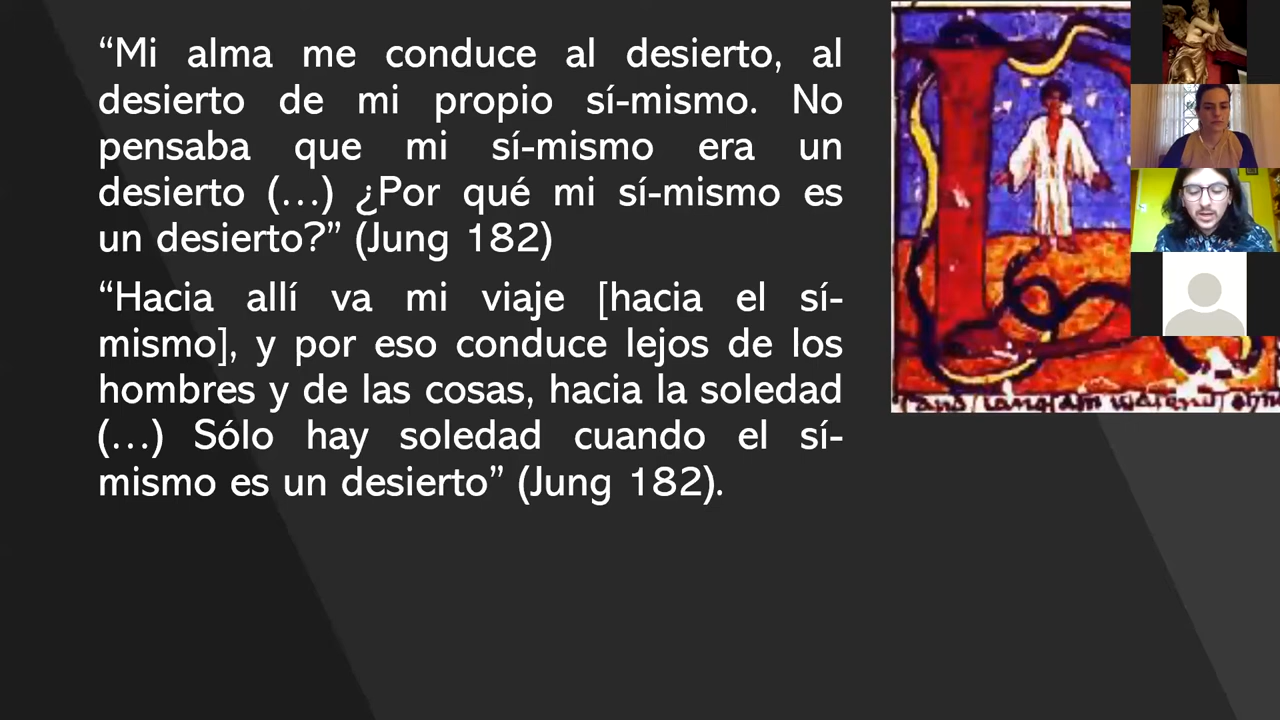 “Mi alma me conduce al desierto, al
desierto de mi propio sí-mismo. No
pensaba que mi sí-mismo era un
desierto (…) ¿Por qué mi sí-mismo es
un desierto?” (Jung 182)
“Hacia allí va mi viaje [hacia el sí-
mismo], y por eso conduce lejos de los
hombres y de las cosas, hacia la soledad
(…) Sólo hay soledad cuando el sí-
mismo es un desierto” (Jung 182).